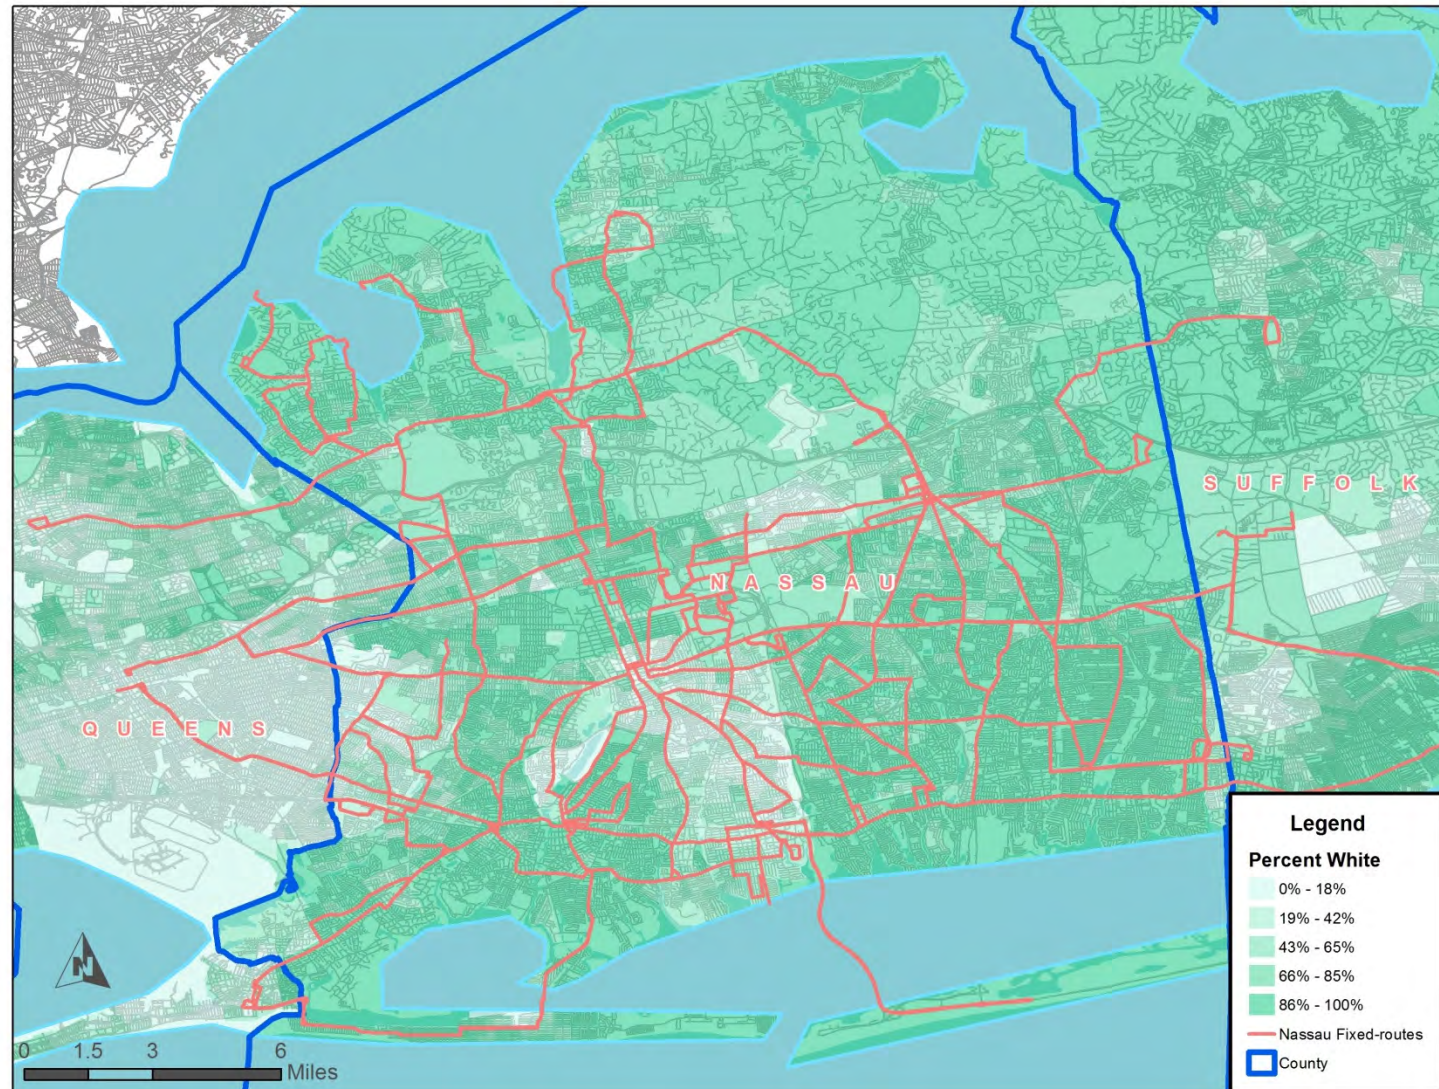 SUFFOLK
NASSAU
QUEENS
N
0 1.5 3 6
Miles
Legend
Percent White
0% - 18%
19% - 42%
43% - 65%
66% - 85%
86% - 100%
Nassau Fixed-routes
County